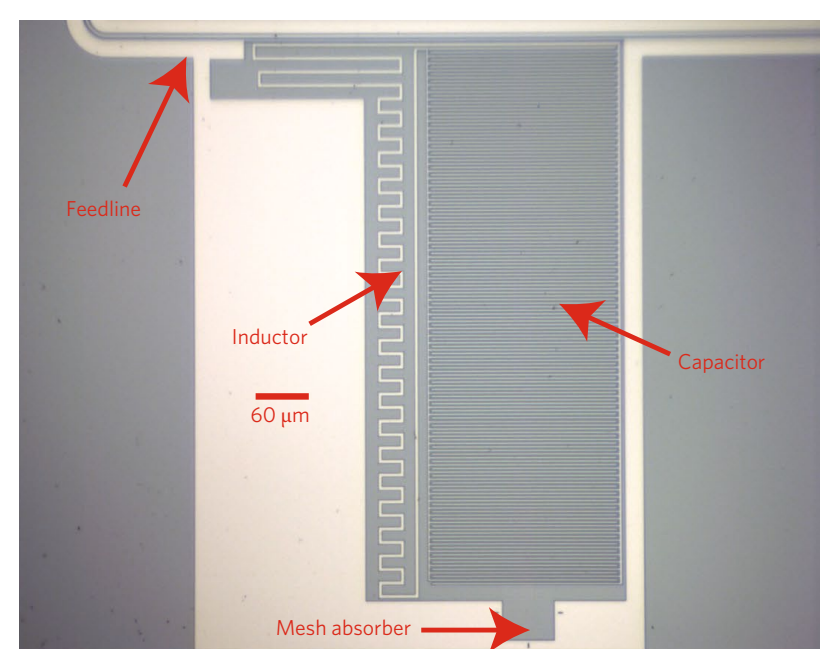 Feedline
Inductor
Capacitor
60 μm
Mesh absorber